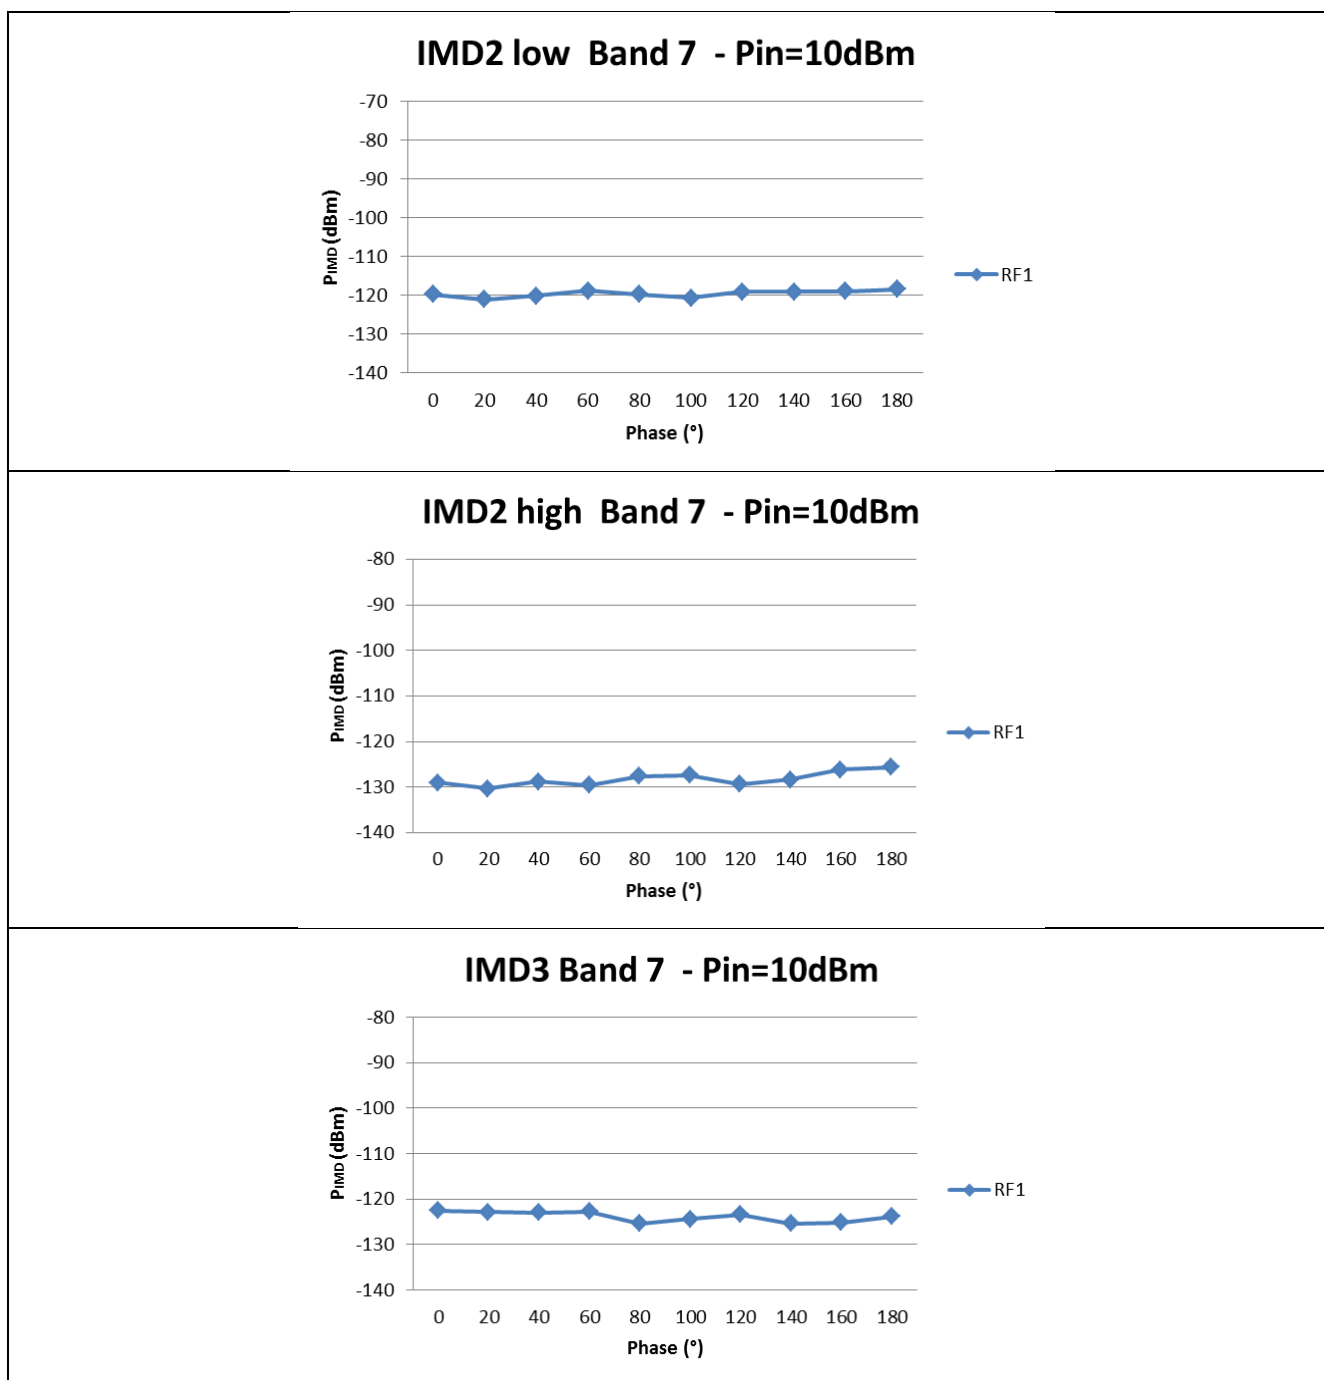 IMD2 low Band 7 - Pin=10dBm
-70
-80
-90
-100
-110
-120
-130
-140
PIMD (dBm)
RF1
0 20 40 60 80 100 120 140 160 180
Phase (°)
IMD2 high Band 7 - Pin=10dBm
-80
-90
-100
-110
-120
-130
-140
PIMD (dBm)
RF1
0 20 40 60 80 100 120 140 160 180
Phase (°)
IMD3 Band 7 - Pin=10dBm
-80
-90
-100
-110
-120
-130
-140
PIMD (dBm)
RF1
0 20 40 60 80 100 120 140 160 180
Phase (°)